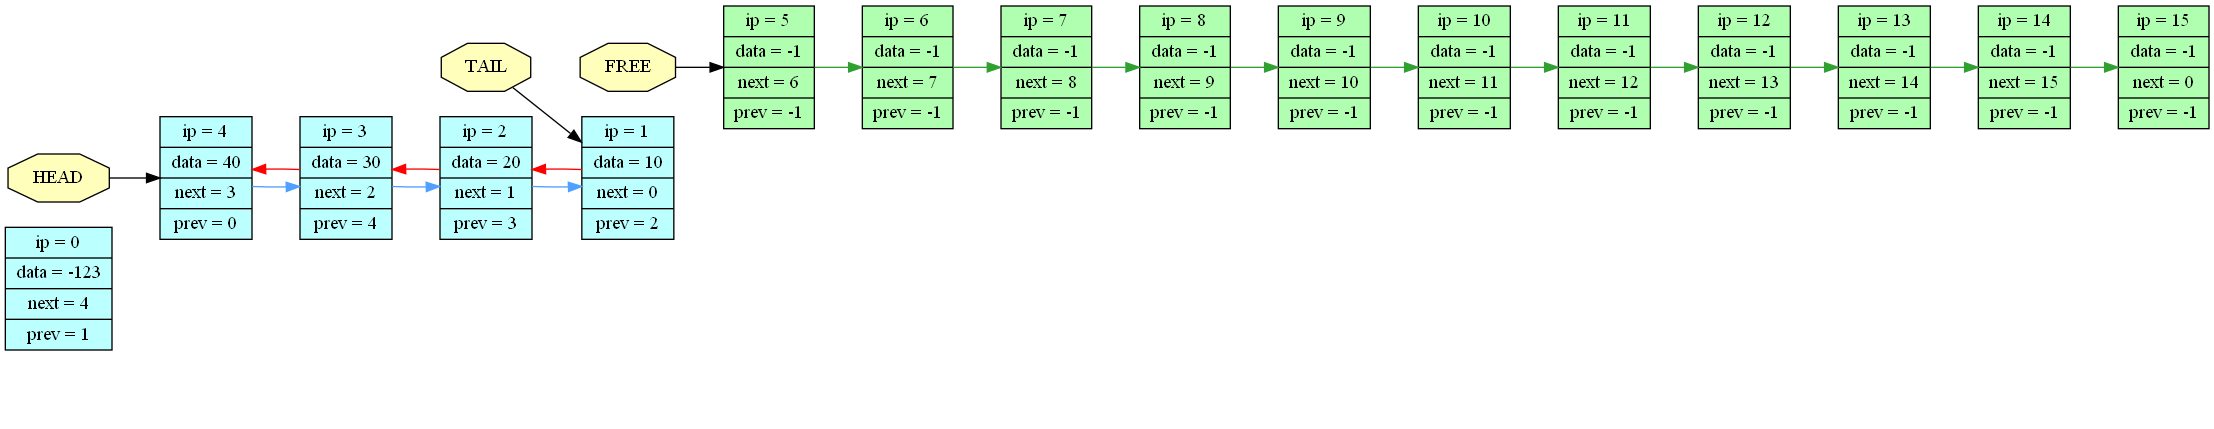 HEAD
ip = 0
data = -123
next = 4
prev = 1
ip = 4
data = 40
next = 3
prev = 0
ip = 3
data = 30
next = 2
prev = 4
TAIL
ip = 2
data = 20
next = 1
prev = 3
FREE
ip = 1
data = 10
next = 0
prev = 2
ip = 5
data = -1
next = 6
prev = -1
ip = 6
data = -1
next = 7
prev = -1
ip = 7
data = -1
next = 8
prev = -1
ip = 8
data = -1
next = 9
prev = -1
ip = 9
data = -1
next = 10
prev = -1
ip = 10
data = -1
next = 11
prev = -1
ip = 11
data = -1
next = 12
prev = -1
ip = 12
data = -1
next = 13
prev = -1
ip = 13
data = -1
next = 14
prev = -1
ip = 14
data = -1
next = 15
prev = -1
ip = 15
data = -1
next = 0
prev = -1